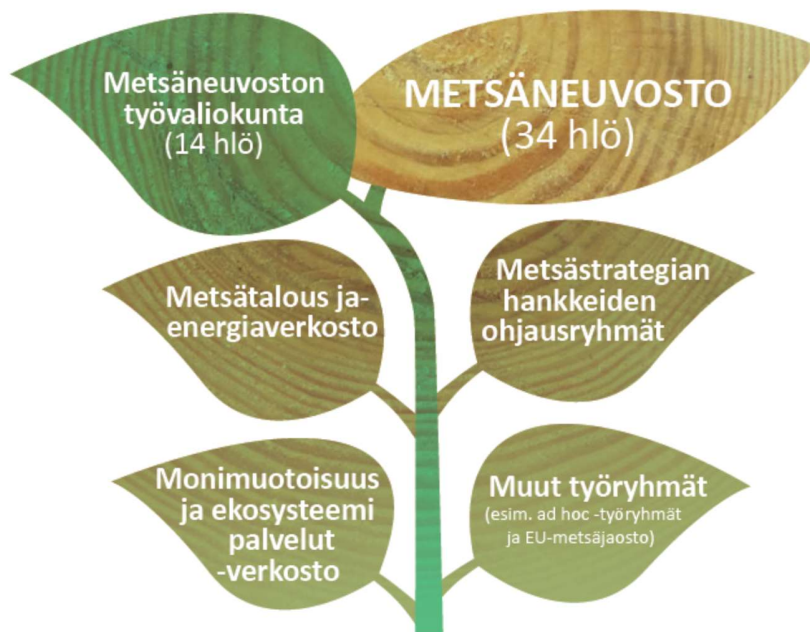 Metsäneuvoston
työvaliokunta
(14 hlö)
METSÄNEUVOSTO
(34 hlö)
Metsätalous ja-
energiaverkosto
Metsästrategian
hankkeiden
ohjausryhmät
Monimuotoisuus
ja ekosysteemi
palvelut
-verkosto
Muut työryhmät
(esim. ad hoc -työryhmät
ja EU-metsäjaosto)